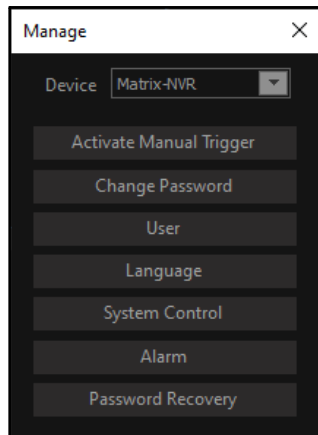 Manage
Device Matrix-NVR
Activate Manual Trigger
Change Password
User
Language
System Control
Alarm
Password Recovery